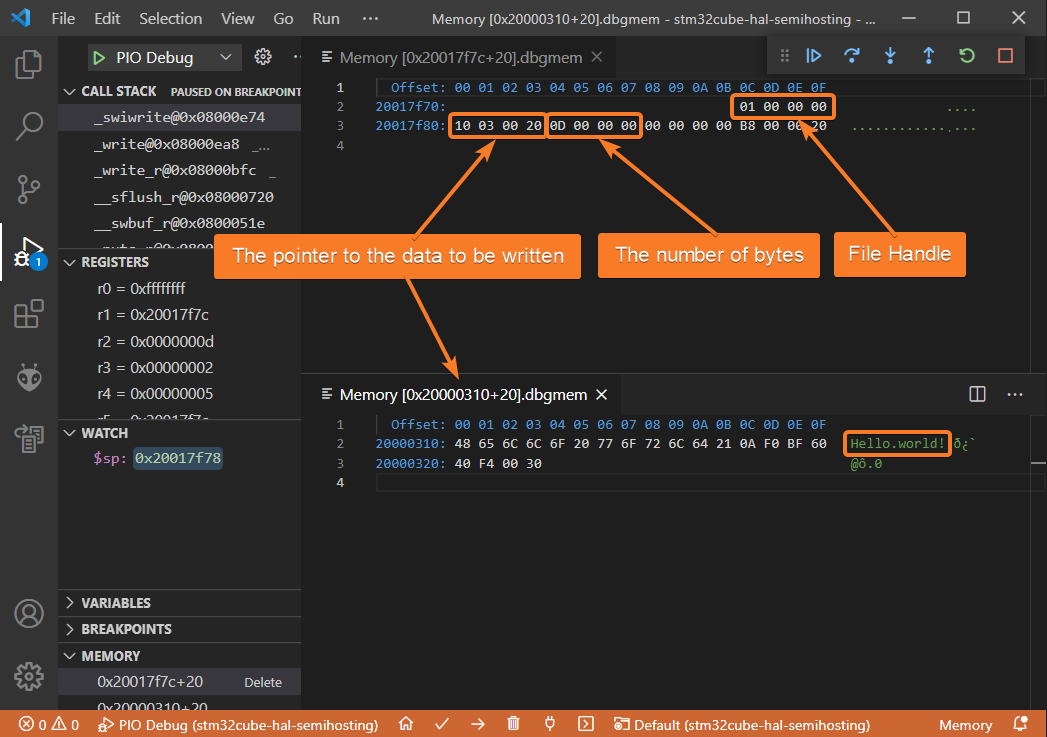 File Edit Selection View Go Run ··· Memory [0x20000310+20].dbgmem - stm32cube-hal-semihosting - ...
PIO Debug
Memory [0x20017f7c+20].dbgmem
CALL STACK PAUSED ON BREAKPOINT
_swiwrite@0x08000e74
_write@0x08000ea8 _...
_write_r@0x08000bfc _
__sflush_r@0x08000720
__swbuf_r@0x0800051e
1 Offset: 00 01 02 03 04 05 06 07 08 09 0A 0B 0C 0D 0E 0F
2 20017f70: 01 00 00 00 ....
3 20017f80: 10 03 00 20 0D 00 00 00 00 00 00 00 B8 00 00 20 ............,...
4
The pointer to the data to be written
The number of bytes
File Handle
1
REGISTERS
r0 = 0xffffffff
r1 = 0x20017f7c
r2 = 0x0000000d
r3 = 0x00000002
r4 = 0x00000005
r5 = 0x20017f7c
WATCH
$sp: 0x20017f78
Memory [0x20000310+20].dbgmem
1 Offset: 00 01 02 03 04 05 06 07 08 09 0A 0B 0C 0D 0E 0F
2 20000310: 48 65 6C 6C 6F 20 77 6F 72 6C 64 21 0A F0 BF 60 Hello.world!.ð¿`
3 20000320: 40 F4 00 30 @ô.0
4
VARIABLES
BREAKPOINTS
MEMORY
0x20017f7c+20 Delete
0x20000310+20
0 0 PIO Debug (stm32cube-hal-semihosting) Default (stm32cube-hal-semihosting) Memory